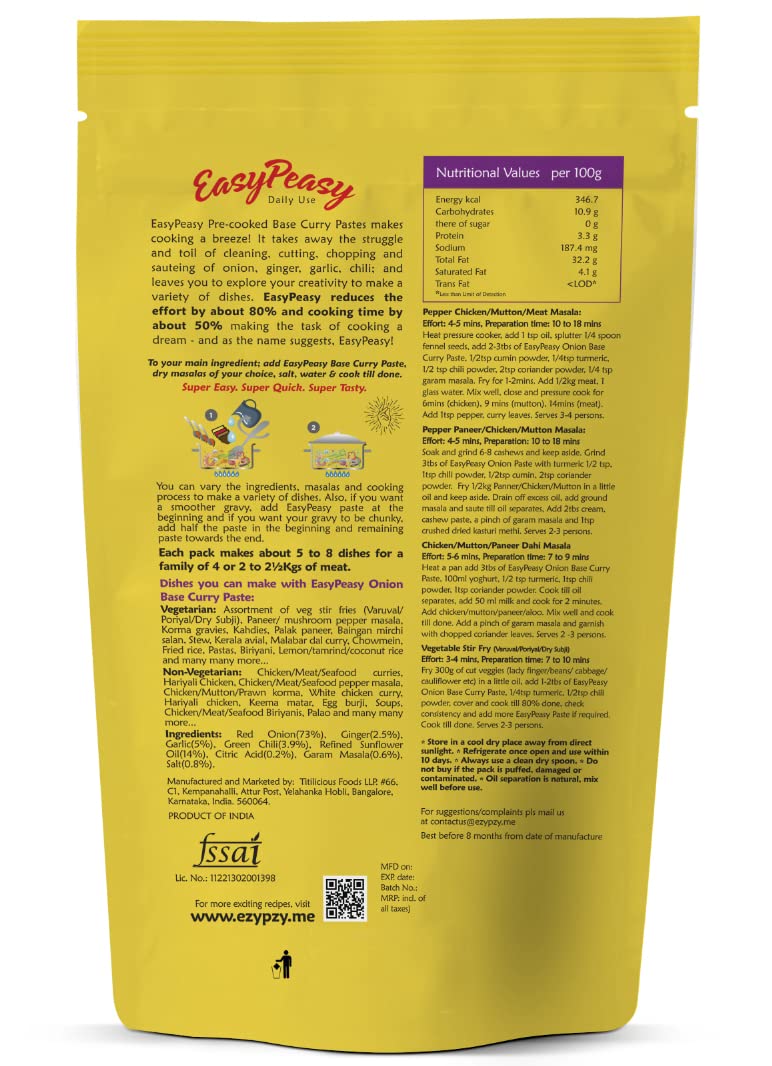 EasyPeasy
Daily Use
EasyPeasy Pre-cooked Base Curry Pastes makes
cooking a breeze! It takes away the struggle
and toil of cleaning, cutting, chopping and
sauteing of onion, ginger, garlic, chili; and
leaves you to explore your creativity to make a
variety of dishes. EasyPeasy reduces the
effort by about 80% and cooking time by
about 50% making the task of cooking a
dream - and as the name suggests, EasyPeasy!
To your main ingredient; add EasyPeasy Base Curry Paste,
dry masalas of your choice, salt, water & cook till done.
Super Easy. Super Quick. Super Tasty.
1
2
You can vary the ingredients, masalas and cooking
process to make a variety of dishes. Also, if you want
a smoother gravy, add EasyPeasy paste at the
beginning and if you want your gravy to be chunky,
add half the paste in the beginning and remaining
paste towards the end.
Each pack makes about 5 to 8 dishes for a
family of 4 or 2 to 2½Kgs of meat.
Dishes you can make with EasyPeasy Onion
Base Curry Paste:
Vegetarian: Assortment of veg stir fries (Varuval/
Poriyal/Dry Subji), Paneer/ mushroom pepper masala,
Korma gravies, Kahdies, Palak paneer, Baingan mirchi
salan, Stew, Kerala avial, Malabar dal curry, Chowmein,
Fried rice, Pastas, Biriyani, Lemon/tamrind/coconut rice
and many many more...
Non-Vegetarian: Chicken/Meat/Seafood curries,
Hariyali Chicken, Chicken/Meat/Seafood pepper masala,
Chicken/Mutton/Prawn korma, White chicken curry,
Hariyali chicken, Keema matar, Egg burji, Soups,
Chicken/Meat/Seafood Biriyanis, Palao and many many
more...
Ingredients: Red Onion(73%), Ginger(2.5%),
Garlic(5%), Green Chili(3.9%), Refined Sunflower
Oil(14%), Citric Acid(0.2%), Garam Masala(0.6%),
Salt(0.8%).
Manufactured and Marketed by: Titilicious Foods LLP. #66,
C1, Kempanahalli, Attur Post, Yelahanka Hobli, Bangalore,
Karnataka, India. 560064.
PRODUCT OF INDIA
fssai
Lic. No.: 11221302001398
For more exciting recipes, visit
www.ezypzy.me
MFD on:
EXP. date:
Batch No.:
MRP: incl. of
all taxes)
Nutritional Values per 100g
Energy kcal 346.7
Carbohydrates 10.9 g
there of sugar 0 g
Protein 3.3 g
Sodium 187.4 mg
Total Fat 32.2 g
Saturated Fat 4.1 g
Trans Fat <LOD*
*Less than Limit of Detection
Pepper Chicken/Mutton/Meat Masala:
Effort: 4-5 mins, Preparation time: 10 to 18 mins
Heat pressure cooker, add 1 tsp oil, splutter 1/4 spoon
fennel seeds, add 2-3tbs of EasyPeasy Onion Base
Curry Paste, 1/2tsp cumin powder, 1/4tsp turmeric,
1/2 tsp chili powder, 2tsp coriander powder, 1/4 tsp
garam masala. Fry for 1-2mins. Add 1/2kg meat, 1
glass water. Mix well, close and pressure cook for
6mins (chicken), 9 mins (mutton), 14mins (meat).
Add 1tsp pepper, curry leaves. Serves 3-4 persons.
Pepper Paneer/Chicken/Mutton Masala:
Effort: 4-5 mins, Preparation: 10 to 18 mins
Soak and grind 6-8 cashews and keep aside. Grind
3tbs of EasyPeasy Onion Paste with turmeric 1/2 tsp,
1tsp chili powder, 1/2tsp cumin, 2tsp coriander
powder. Fry 1/2kg Panner/Chicken/Mutton in a little
oil and keep aside. Drain off excess oil, add ground
masala and saute till oil separates. Add 2tbs cream,
cashew paste, a pinch of garam masala and 1tsp
crushed dried kasturi methi. Serves 2-3 persons.
Chicken/Mutton/Paneer Dahi Masala
Effort: 5-6 mins, Preparation time: 7 to 9 mins
Heat a pan add 3tbs of EasyPeasy Onion Base Curry
Paste, 100ml yoghurt, 1/2 tsp turmeric, 1tsp chili
powder, 1tsp coriander powder. Cook till oil
separates, add 50 ml milk and cook for 2 minutes.
Add chicken/mutton/paneer/aloo. Mix well and cook
till done. Add a pinch of garam masala and garnish
with chopped coriander leaves. Serves 2 -3 persons.
Vegetable Stir Fry (Varuval/Poriyal/Dry Subji)
Effort: 3-4 mins, Preparation time: 7 to 10 mins
Fry 300g of cut veggies (lady finger/beans/ cabbage/
cauliflower etc) in a little oil, add 1-2tbs of EasyPeasy
Onion Base Curry Paste, 1/4tsp turmeric, 1/2tsp chili
powder, cover and cook till 80% done, check
consistency and add more EasyPeasy Paste if required.
Cook till done. Serves 2-3 persons.
* Store in a cool dry place away from direct
sunlight. * Refrigerate once open and use within
10 days. * Always use a clean dry spoon. * Do
not buy if the pack is puffed, damaged or
contaminated. * Oil separation is natural, mix
well before use.
For suggestions/complaints pls mail us
at contactus@ezypzy.me
Best before 8 months from date of manufacture